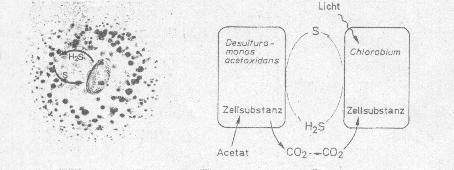 H₂S
S
Licht
S
Desulfuro-
monas
acetoxidans
Chlorobium
Zellsubstanz
Zellsubstanz
H₂S
Acetat
CO₂
CO₂